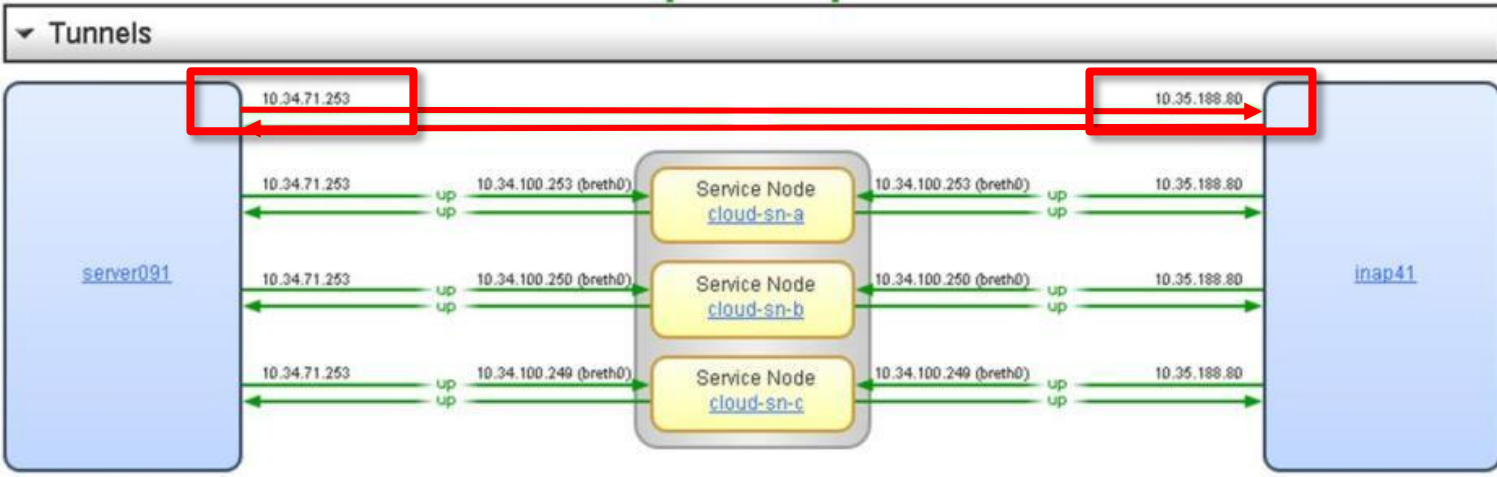 Tunnels
10.34.71.253 10.35.188.80
10.34.71.253 up 10.34.100.253 (breth0) Service Node 10.34.100.253 (breth0) up 10.35.188.80
up cloud-sn-a up
server091 10.34.71.253 up 10.34.100.250 (breth0) Service Node 10.34.100.250 (breth0) up 10.35.188.80 inap41
up cloud-sn-b up
10.34.71.253 up 10.34.100.249 (breth0) Service Node 10.34.100.249 (breth0) up 10.35.188.80
up cloud-sn-c up